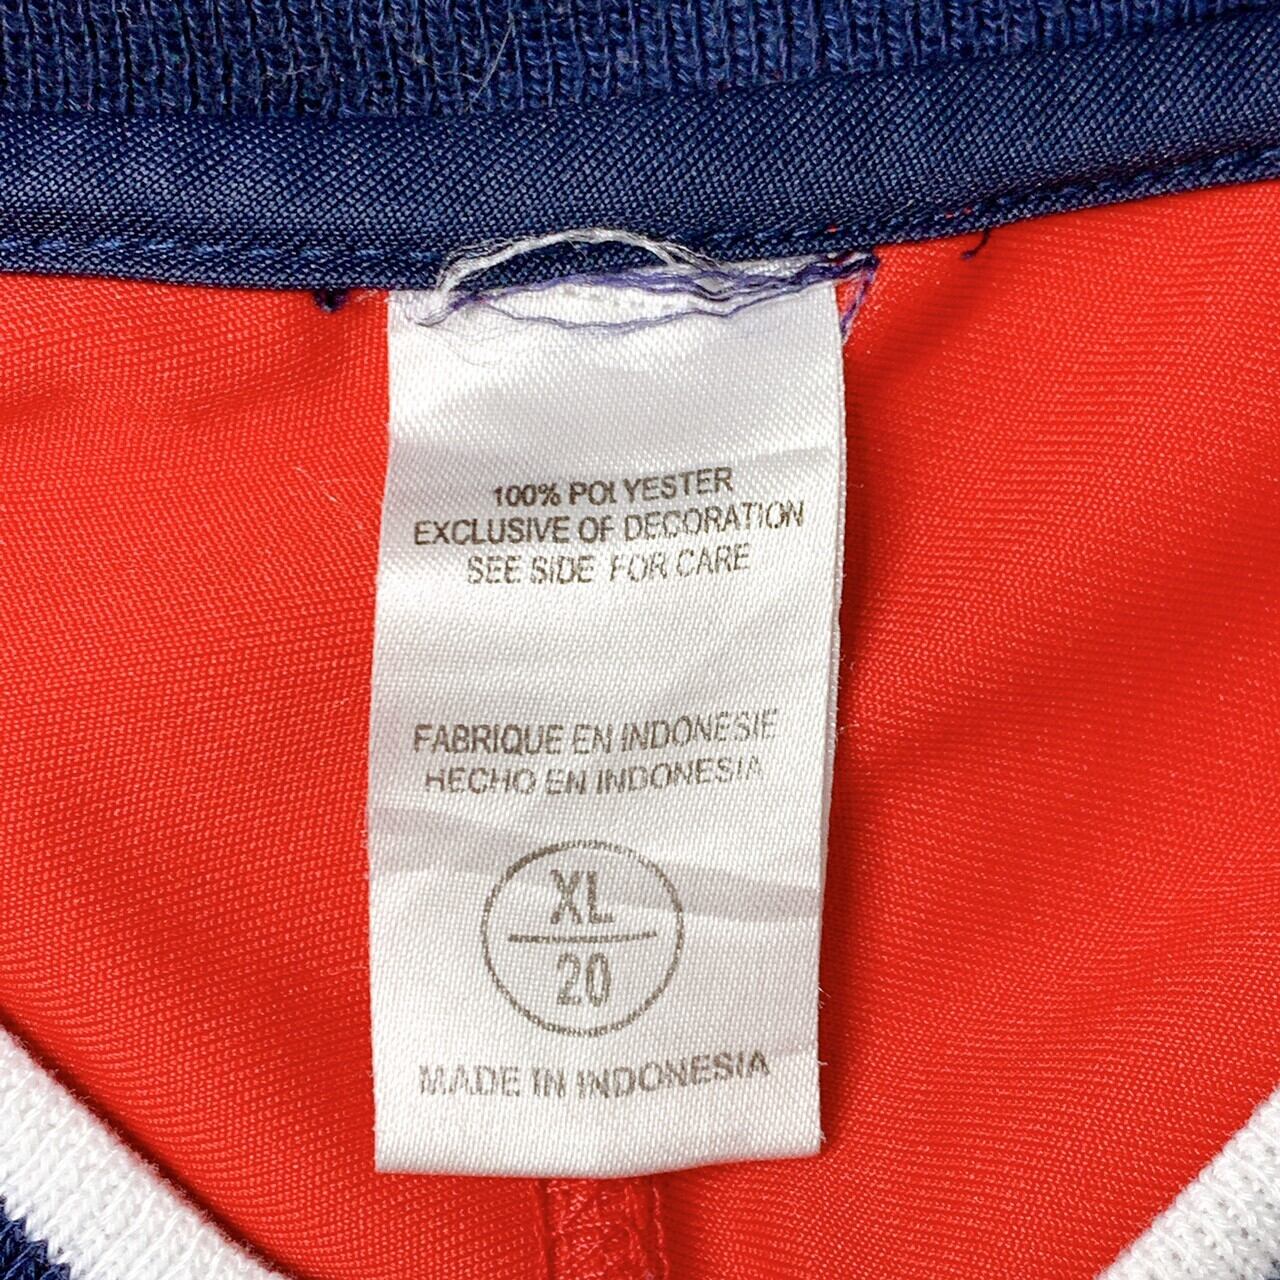 100% POLYESTER
EXCLUSIVE OF DECORATION
SEE SIDE FOR CARE
FABRIQUE EN INDONESIE
HECHO EN INDONESIA
XL
20
MADE IN INDONESIA